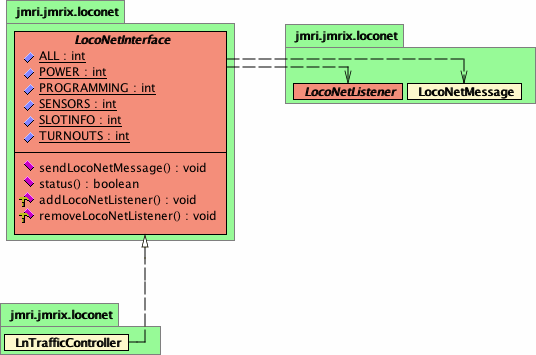 jmri.jmrix.loconet
LocoNetInterface
ALL : int
POWER : int
PROGRAMMING : int
SENSORS : int
SLOTINFO : int
TURNOUTS : int
sendLocoNetMessage() : void
status() : boolean
addLocoNetListener() : void
removeLocoNetListener() : void
jmri.jmrix.loconet
LocoNetListener
LocoNetMessage
jmri.jmrix.loconet
LnTrafficController